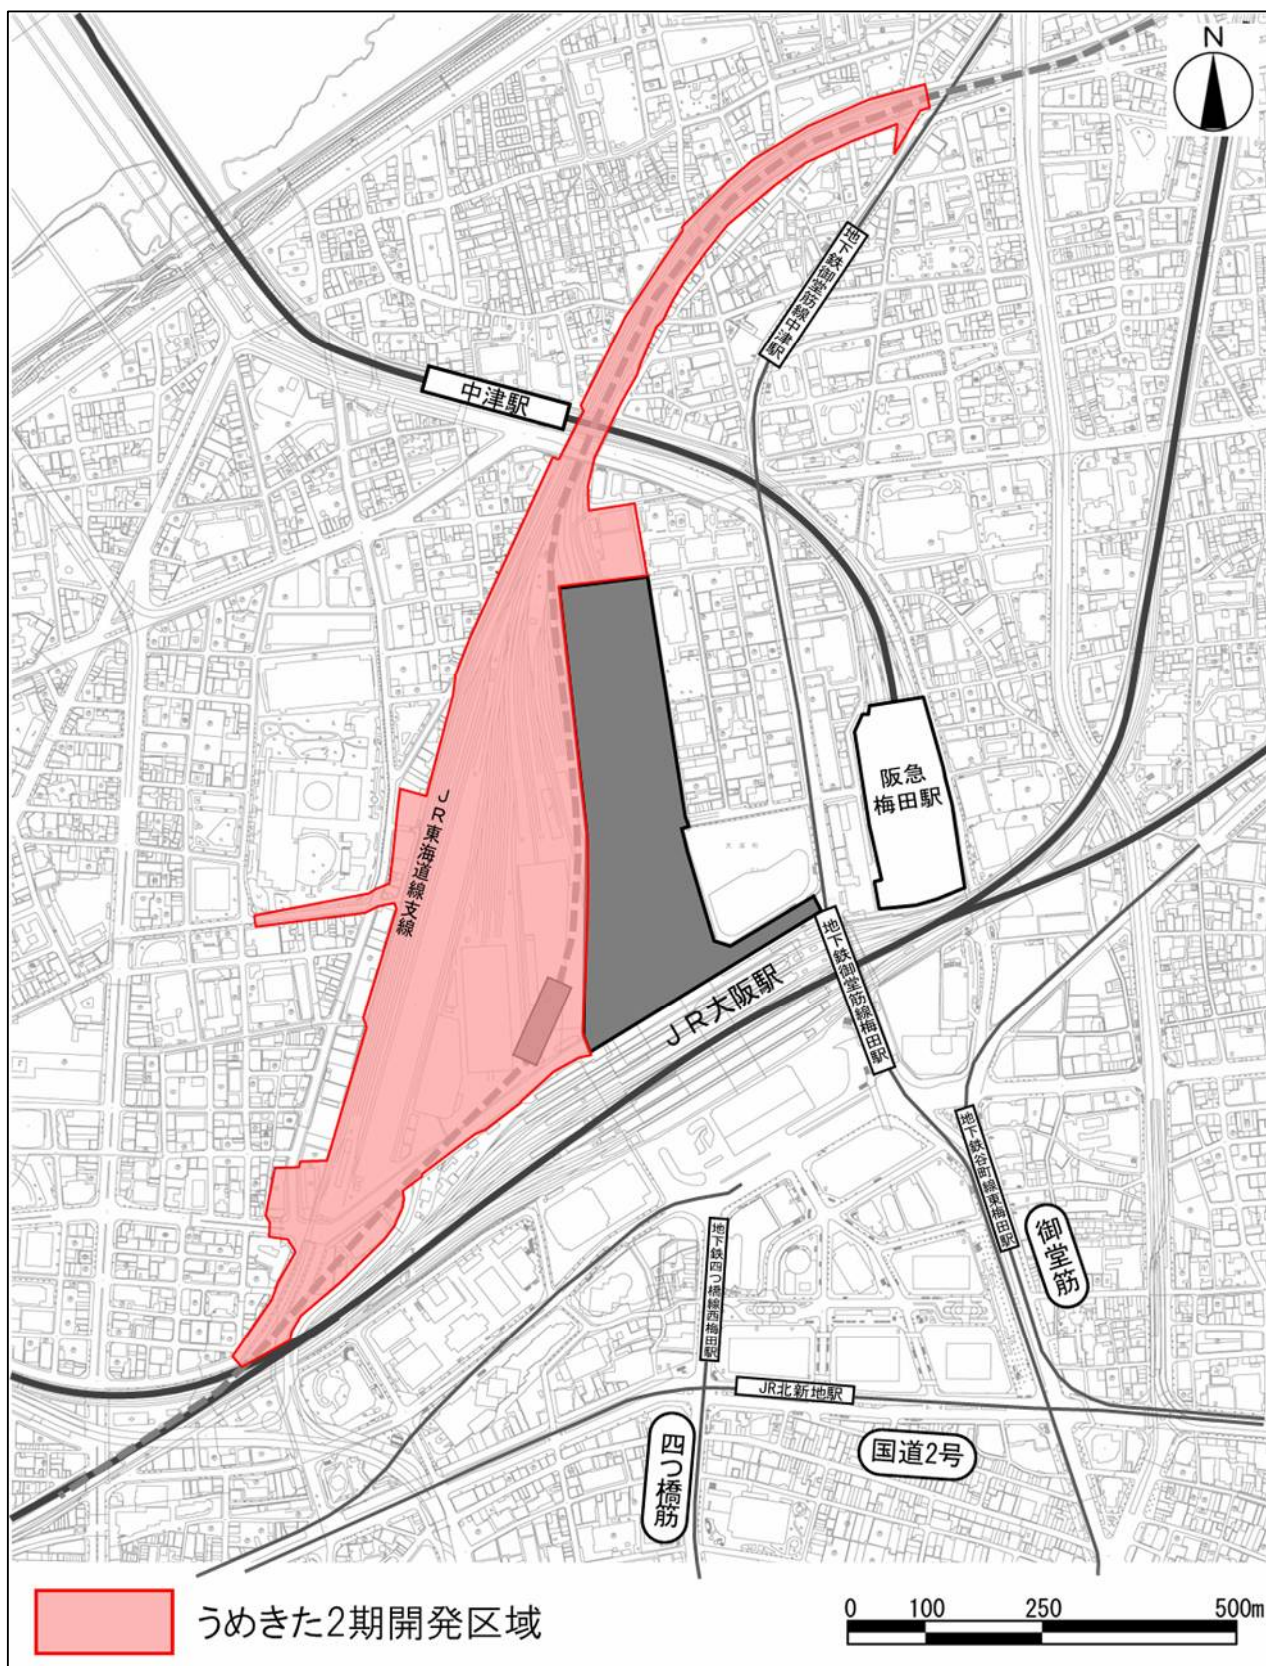 N
地下鉄御堂筋線中津駅
中津駅
阪急
梅田駅
JR東海道線支線
JR大阪駅
地下鉄御堂筋線梅田駅
地下鉄谷町線東梅田駅
御堂筋
地下鉄四つ橋線西梅田駅
JR北新地駅
四つ橋筋
国道2号
うめきた2期開発区域
0 100 250 500m